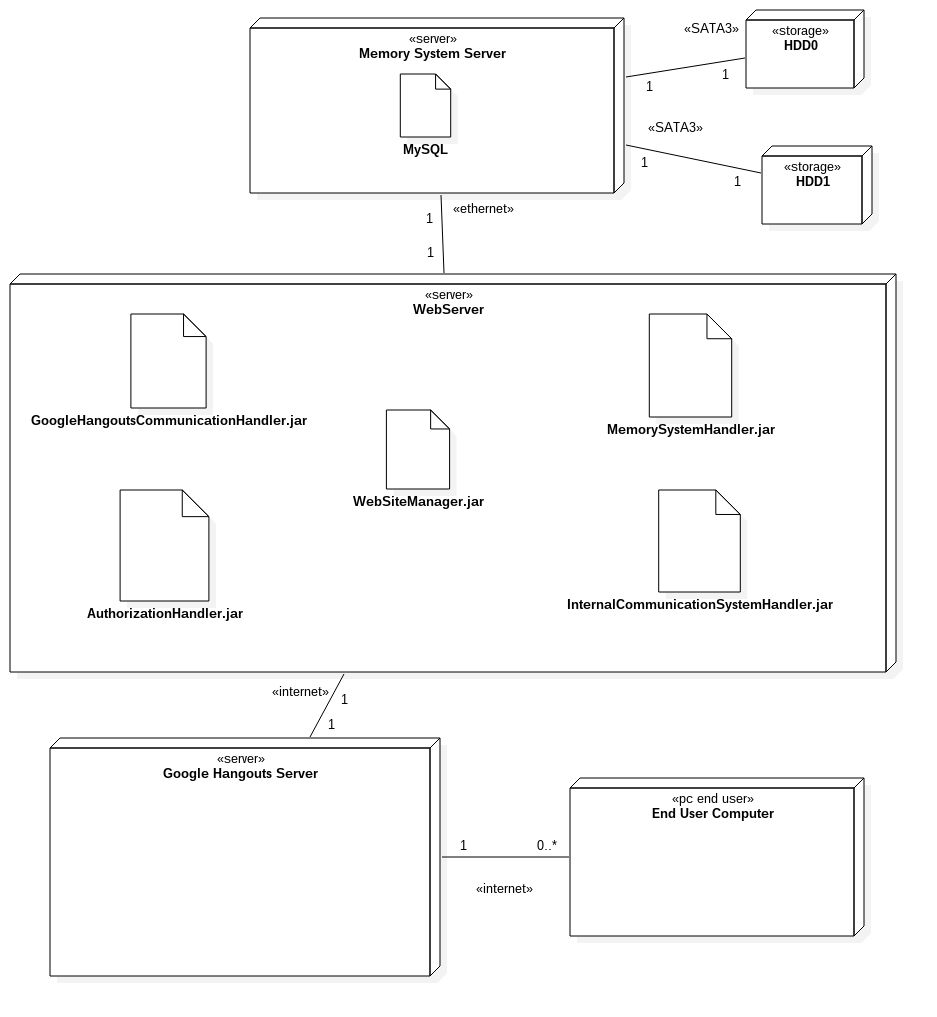 «server»
Memory System Server
MySQL
«SATA3»
1
1
«storage»
HDD0
«SATA3»
1
1
«storage»
HDD1
«ethernet»
1
1
«server»
WebServer
GoogleHangoutsCommunicationHandler.jar
MemorySystemHandler.jar
WebSiteManager.jar
AuthorizationHandler.jar
InternalCommunicationSystemHandler.jar
«internet»
1
1
«server»
Google Hangouts Server
«pc end user»
End User Computer
1
0..*
«internet»